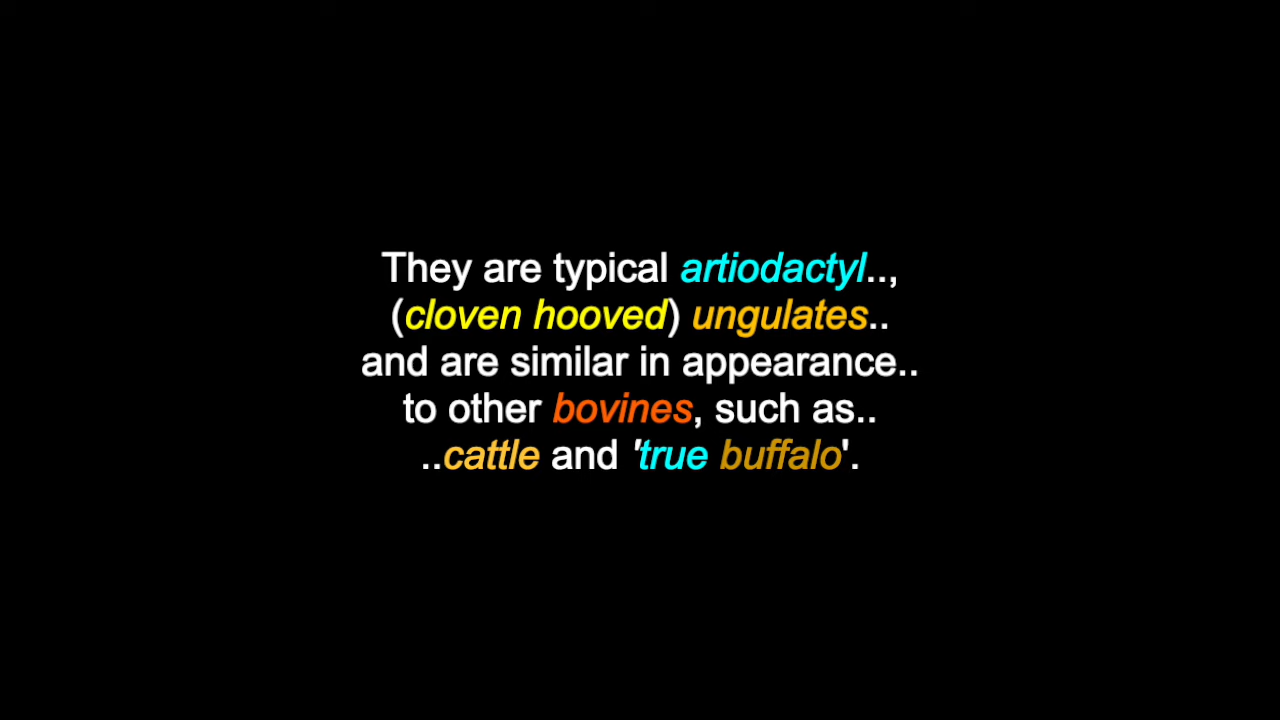 They are typical artiodactyl..,
(cloven hooved) ungulates..
and are similar in appearance..
to other bovines, such as..
..cattle and 'true buffalo'.